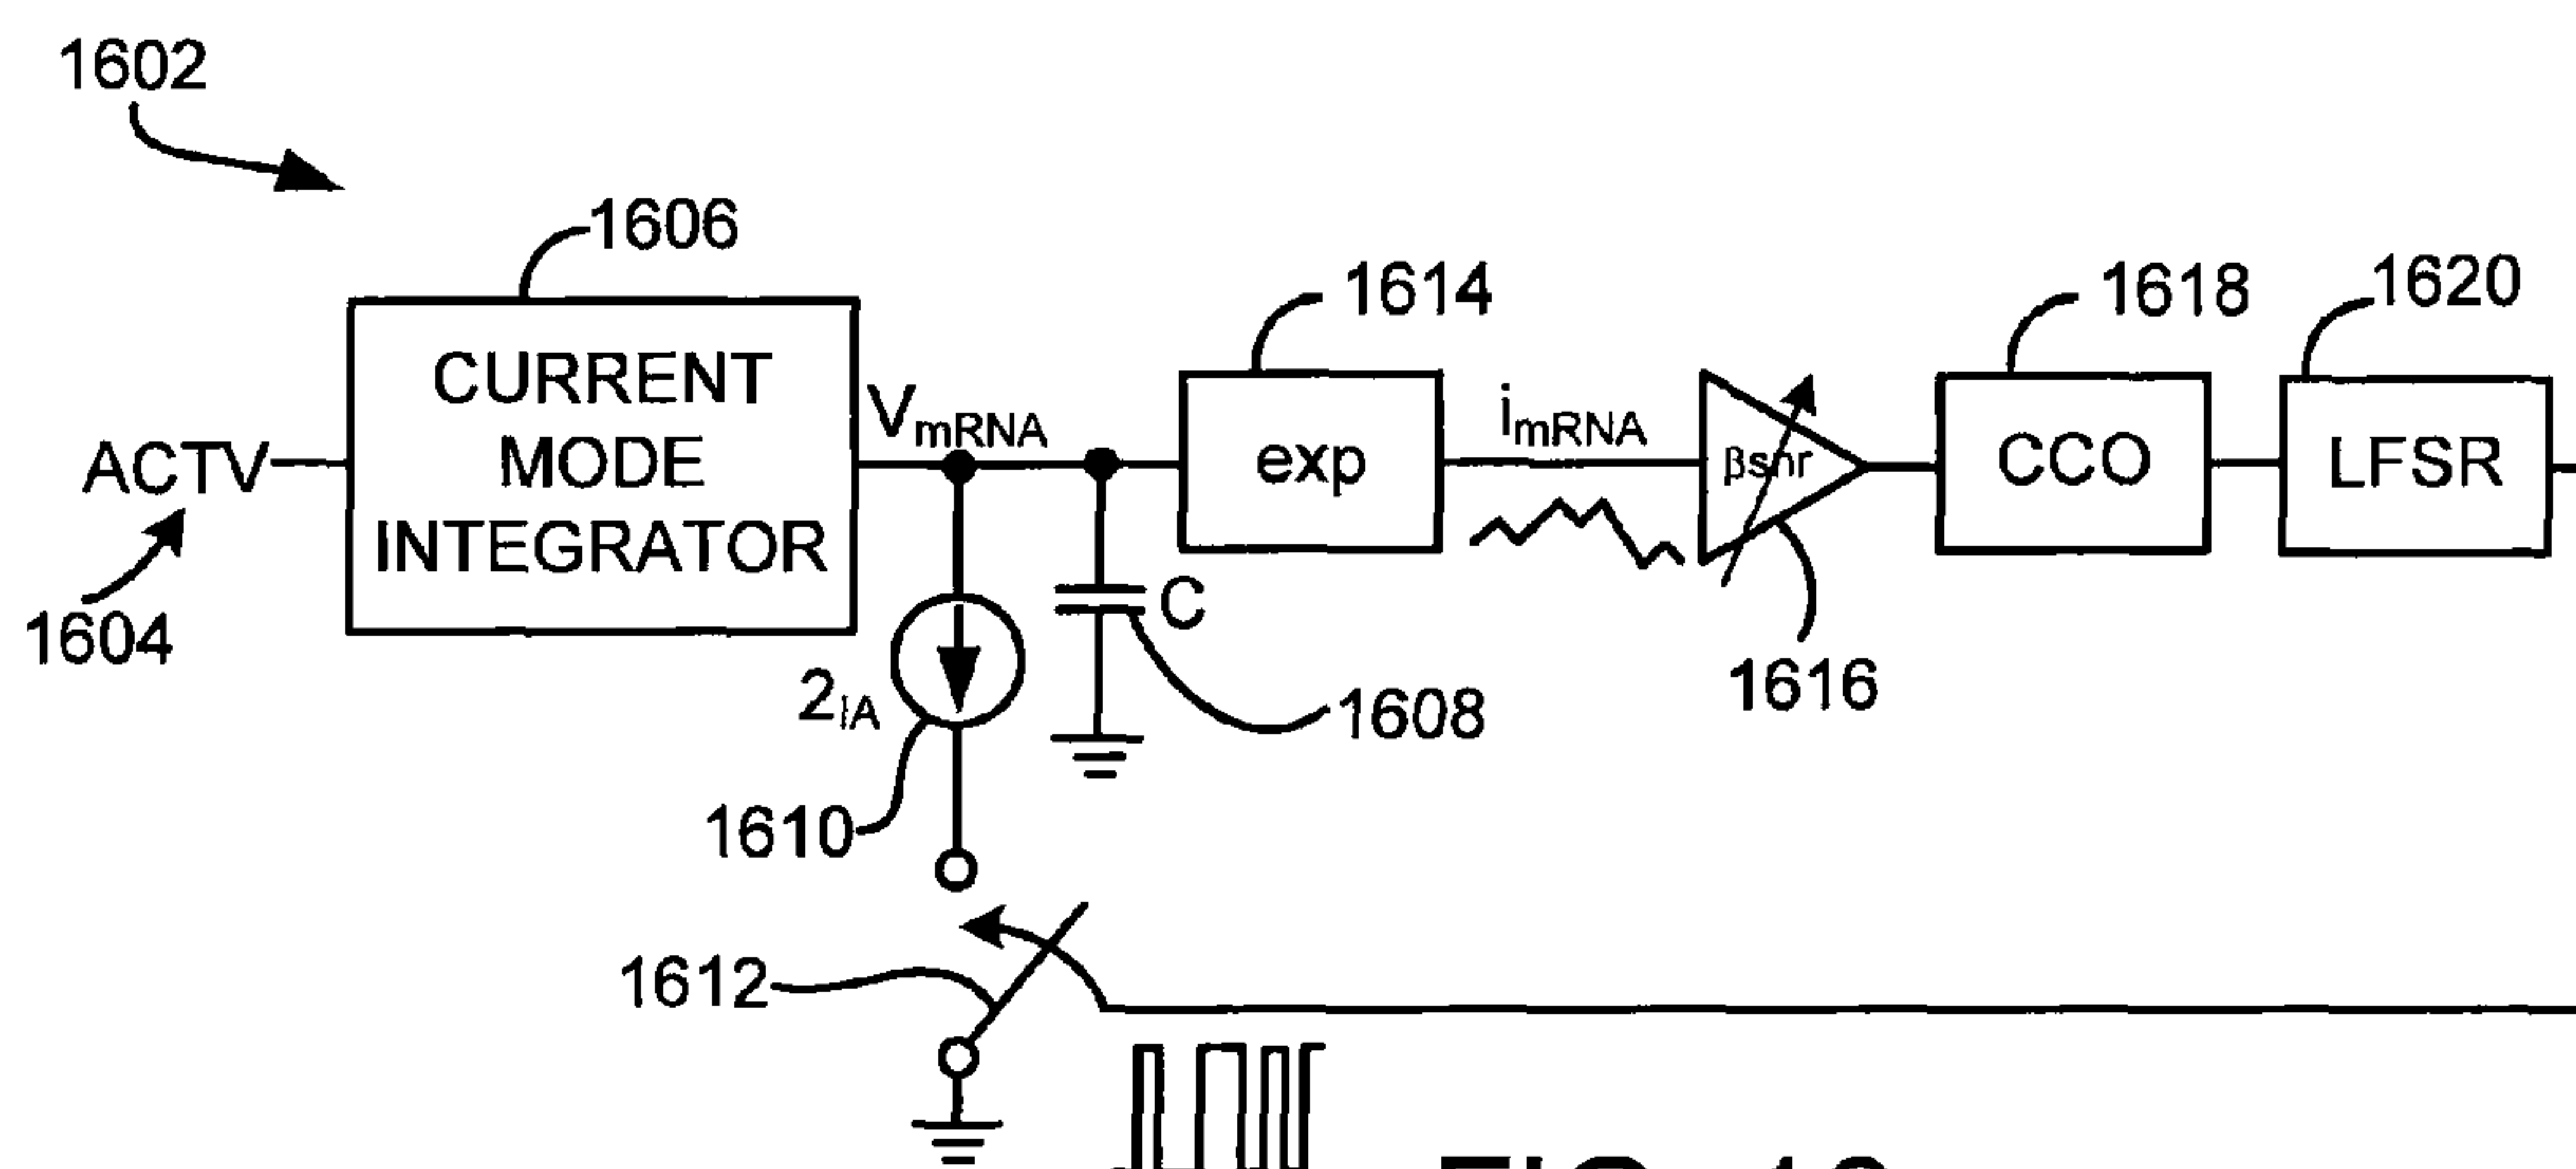 1602
1606
1614
1618
1620
CURRENT
MODE
INTEGRATOR
VmRNA
exp
imRNA
βsnr
CCO
LFSR
ACTV
1604
C
2IA
1608
1616
1610
1612